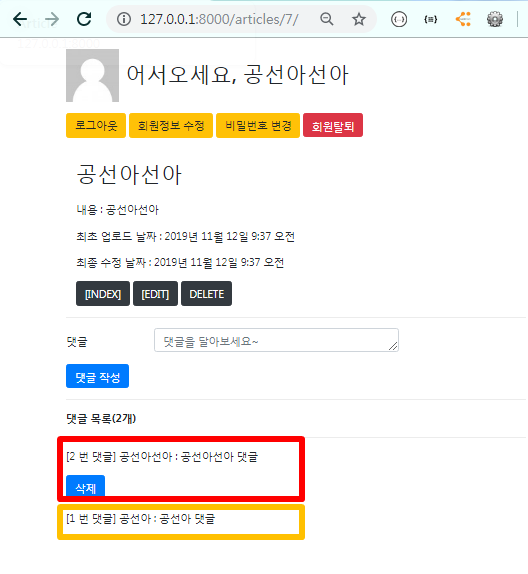 127.0.0.1:8000/articles/7/
어서오세요, 공선아선아
로그아웃 회원정보 수정 비밀번호 변경 회원탈퇴
공선아선아
내용 : 공선아선아
최초 업로드 날짜 : 2019년 11월 12일 9:37 오전
최종 수정 날짜 : 2019년 11월 12일 9:37 오전
[INDEX] [EDIT] DELETE
댓글 댓글을 달아보세요~
댓글 작성
댓글 목록(2개)
[2 번 댓글] 공선아선아 : 공선아선아 댓글
삭제
[1 번 댓글] 공선아 : 공선아 댓글